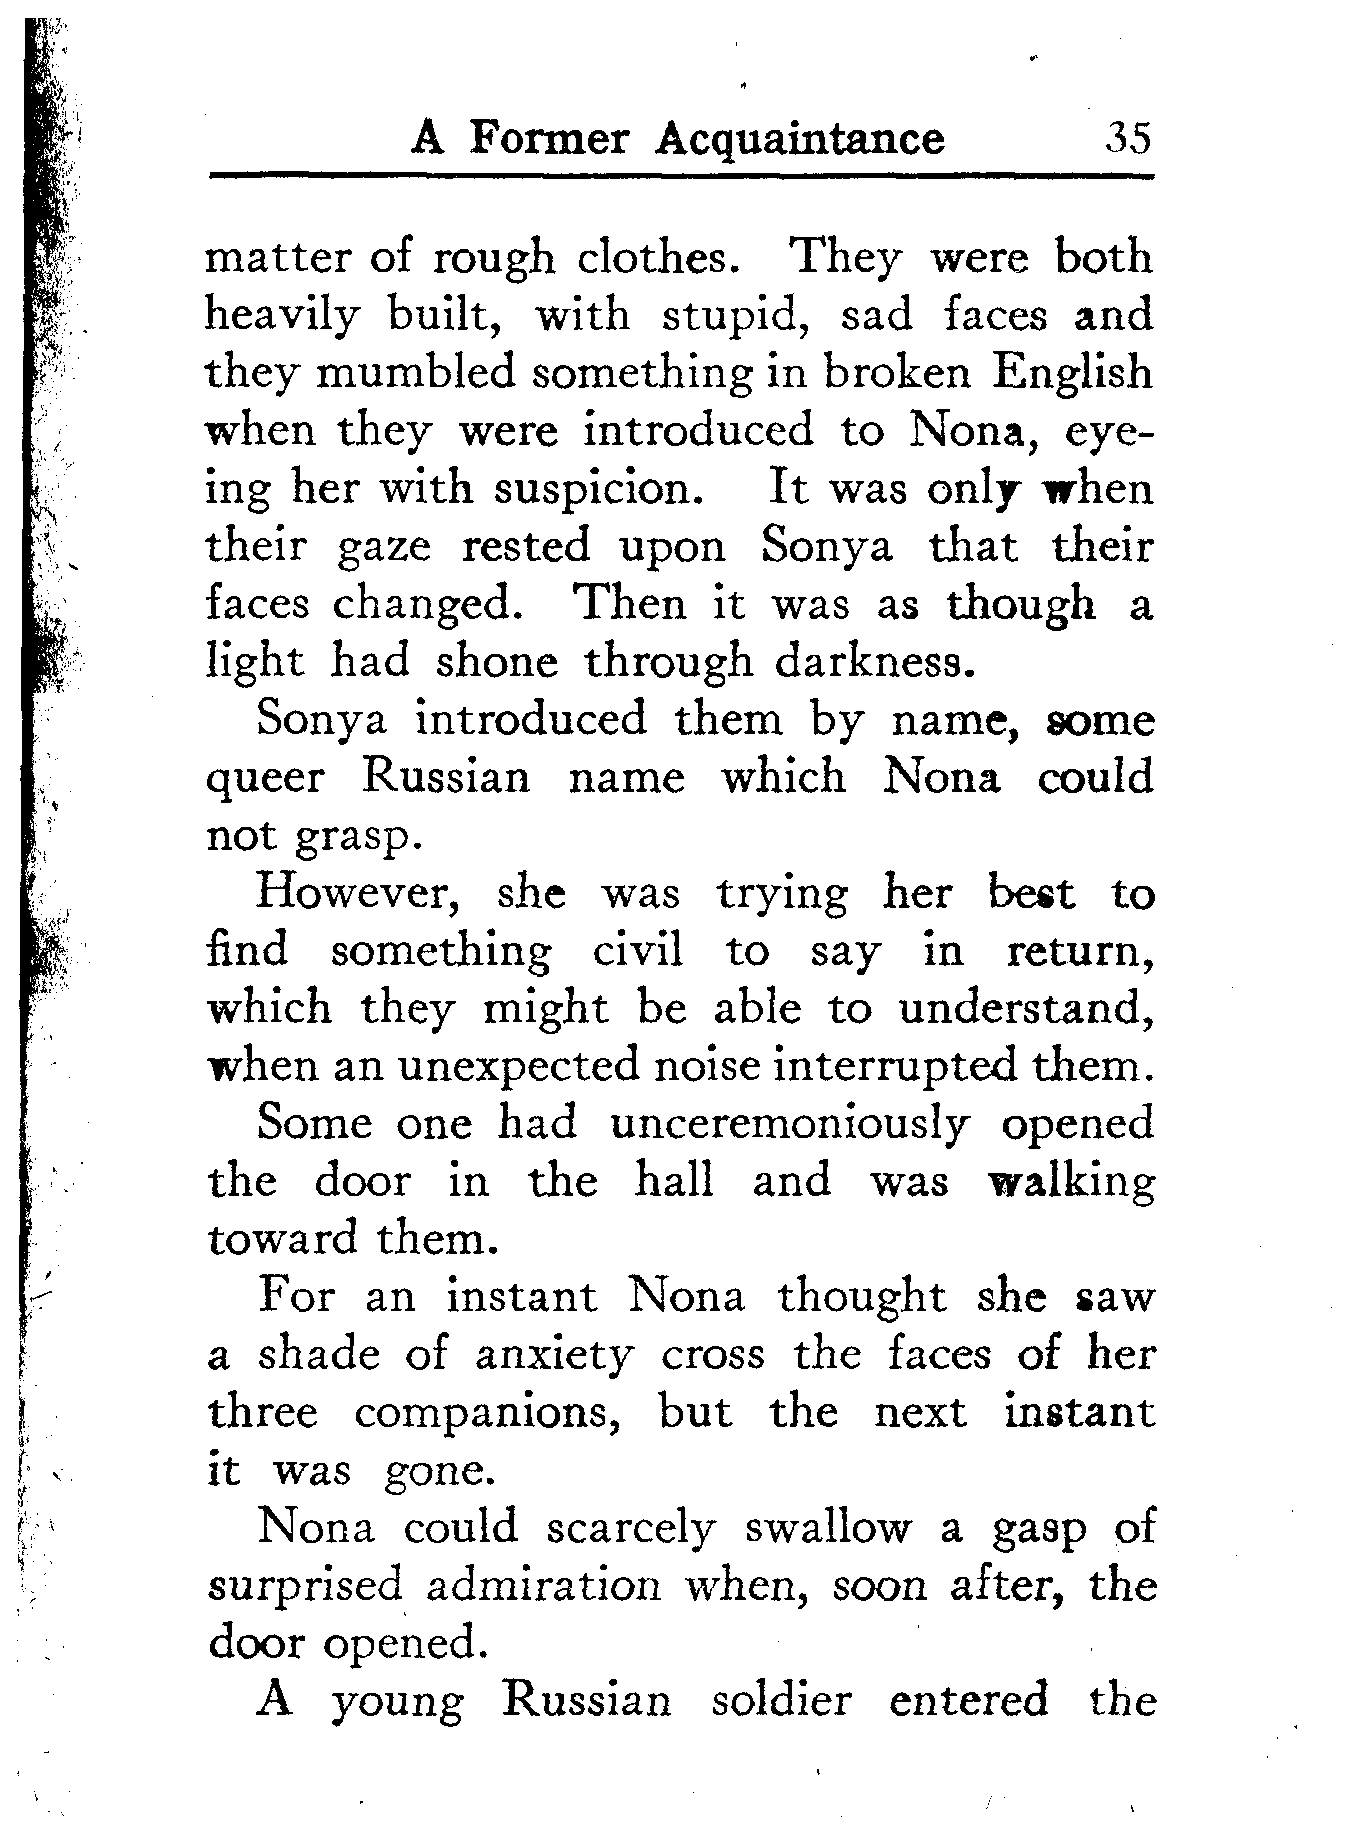 A Former Acquaintance 35
matter of rough clothes. They were both
heavily built, with stupid, sad faces and
they mumbled something in broken English
when they were introduced to Nona, eye-
ing her with suspicion. It was only when
their gaze rested upon Sonya that their
faces changed. Then it was as though a
light had shone through darkness.
Sonya introduced them by name, some
queer Russian name which Nona could
not grasp.
However, she was trying her best to
find something civil to say in return,
which they might be able to understand,
when an unexpected noise interrupted them.
Some one had unceremoniously opened
the door in the hall and was walking
toward them.
For an instant Nona thought she saw
a shade of anxiety cross the faces of her
three companions, but the next instant
it was gone.
Nona could scarcely swallow a gasp of
surprised admiration when, soon after, the
door opened.
A young Russian soldier entered the